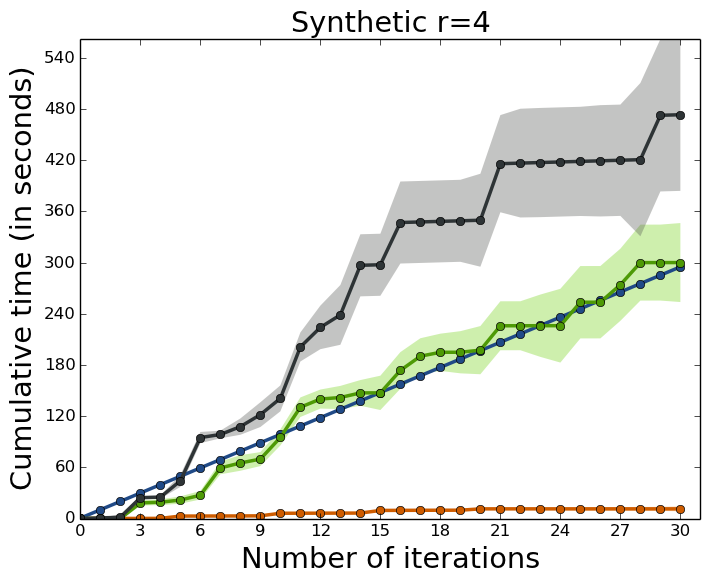 Synthetic r=4
Cumulative time (in seconds)
540
480
420
360
300
240
180
120
60
0
0 3 6 9 12 15 18 21 24 27 30
Number of iterations